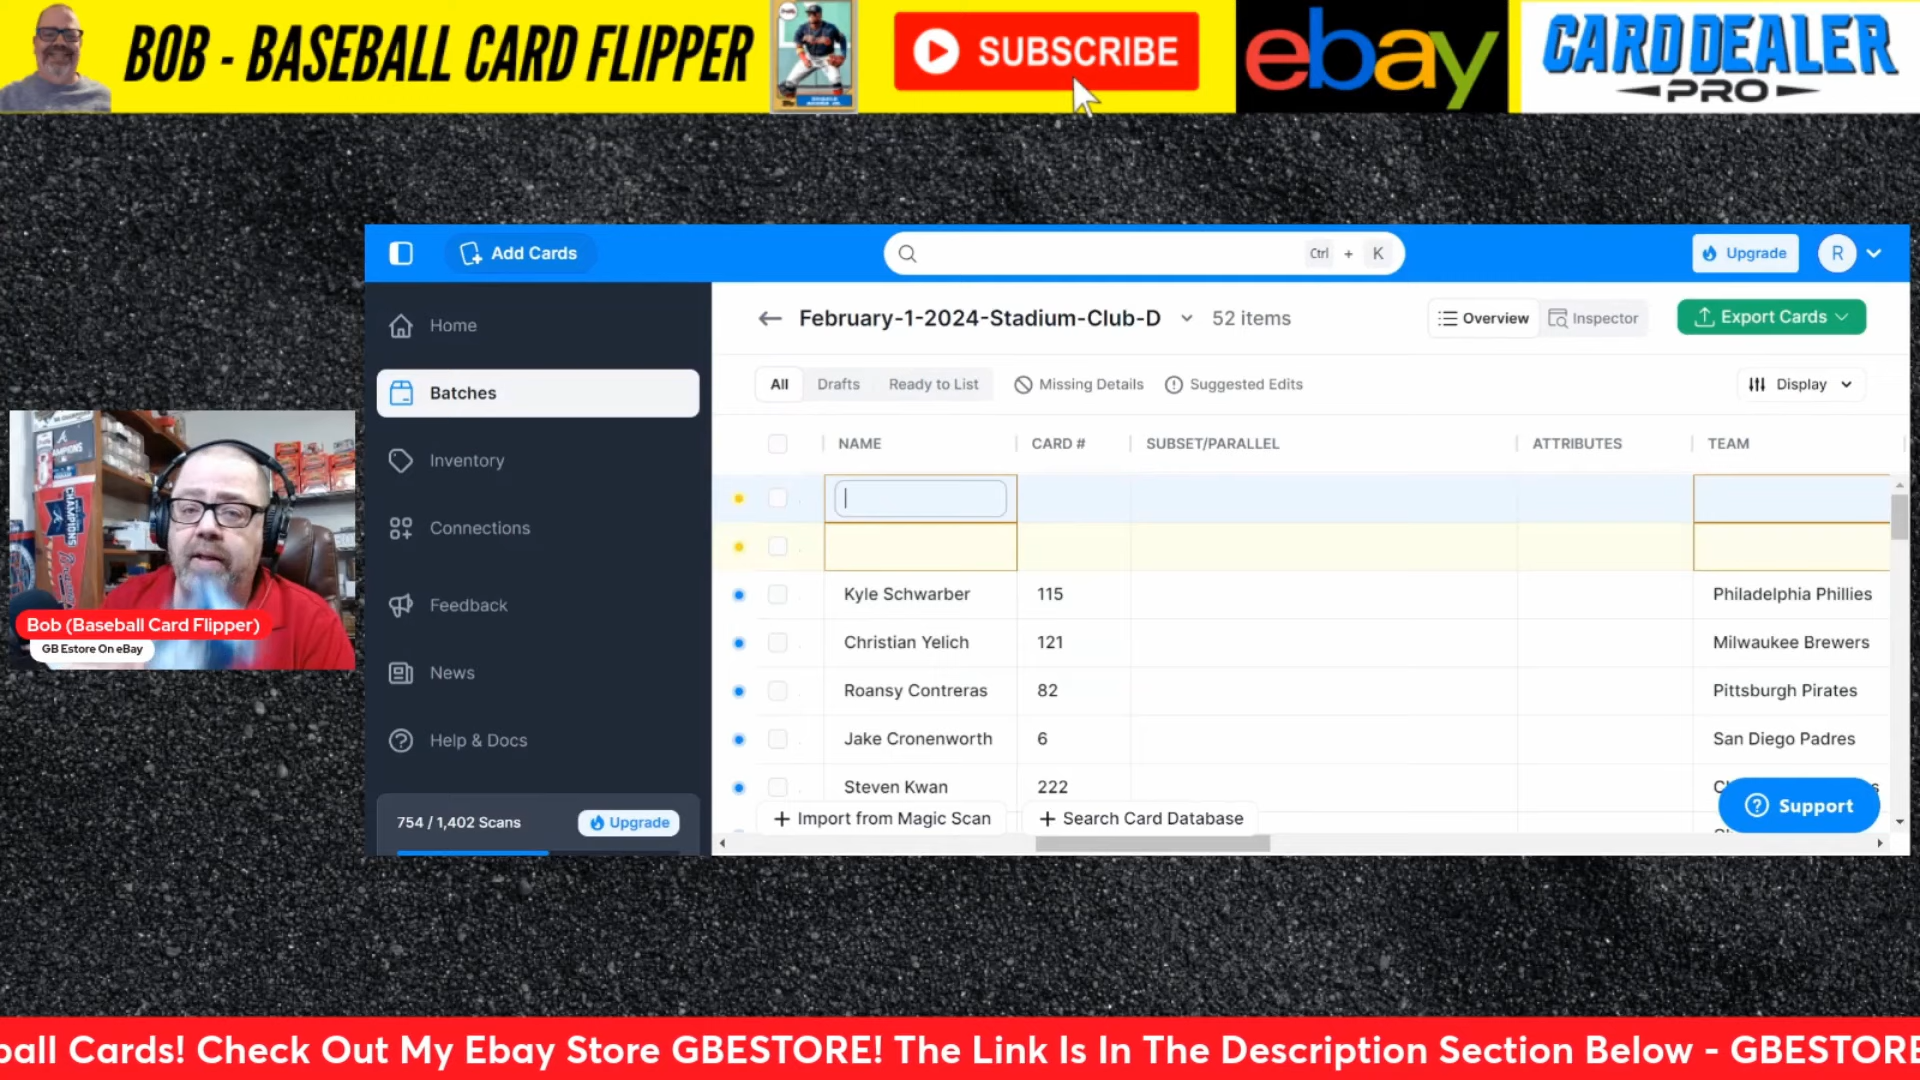 BOB - BASEBALL CARD FLIPPER
SUBSCRIBE
ebay
CARD DEALER
PRO
Add Cards
Ctrl + K
Upgrade
R
Home
Batches
Inventory
Connections
Feedback
News
Help & Docs
754 / 1,402 Scans
Upgrade
February-1-2024-Stadium-Club-D
52 items
Overview
Inspector
Export Cards
All
Drafts
Ready to List
Missing Details
Suggested Edits
Display
NAME CARD # SUBSET/PARALLEL ATTRIBUTES TEAM
Kyle Schwarber 115 Philadelphia Phillies
Christian Yelich 121 Milwaukee Brewers
Roansy Contreras 82 Pittsburgh Pirates
Jake Cronenworth 6 San Diego Padres
Steven Kwan 222
+ Import from Magic Scan
+ Search Card Database
Support
CHAMPIONS
Bob (Baseball Card Flipper)
GB Estore On eBay
ball Cards! Check Out My Ebay Store GBESTORE! The Link Is In The Description Section Below - GBESTORE